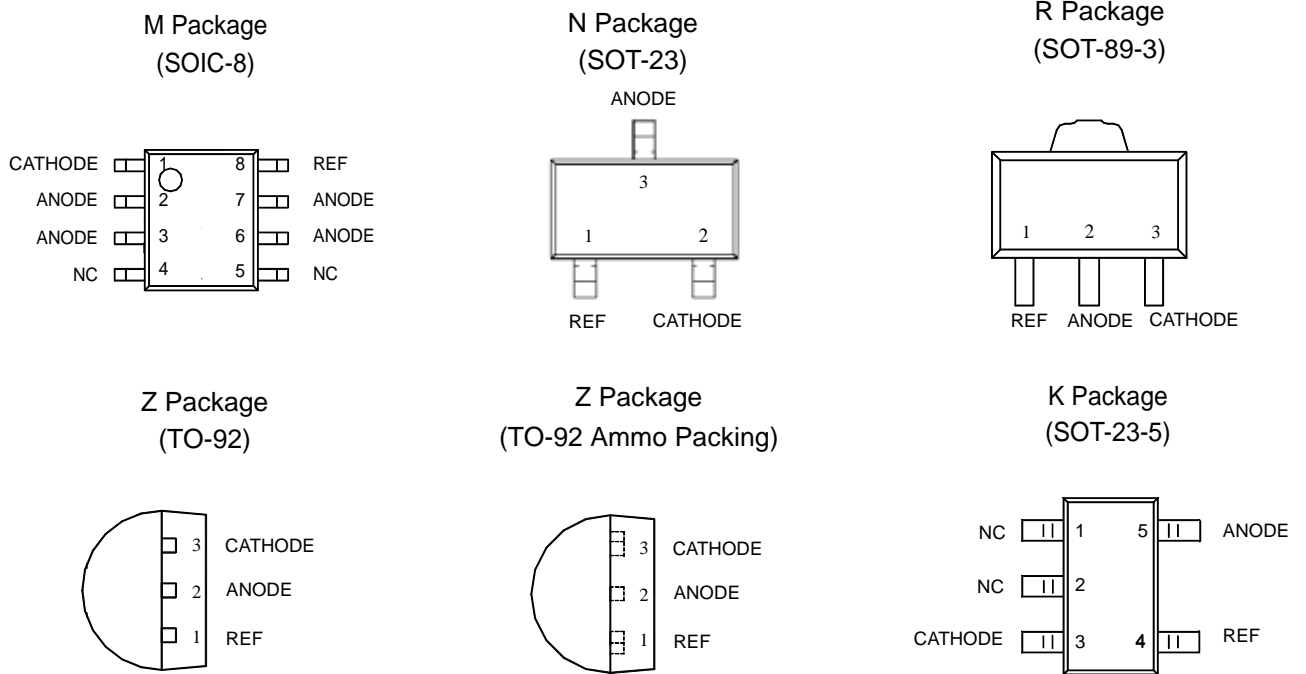 M Package
(SOIC-8)
CATHODE 1 8 REF
ANODE 2 7 ANODE
ANODE 3 6 ANODE
NC 4 5 NC
N Package
(SOT-23)
ANODE
3
1 2
REF CATHODE
R Package
(SOT-89-3)
1 2 3
REF ANODE CATHODE
Z Package
(TO-92)
3 CATHODE
2 ANODE
1 REF
Z Package
(TO-92 Ammo Packing)
3 CATHODE
2 ANODE
1 REF
K Package
(SOT-23-5)
NC 1 5 ANODE
NC 2
CATHODE 3 4 REF